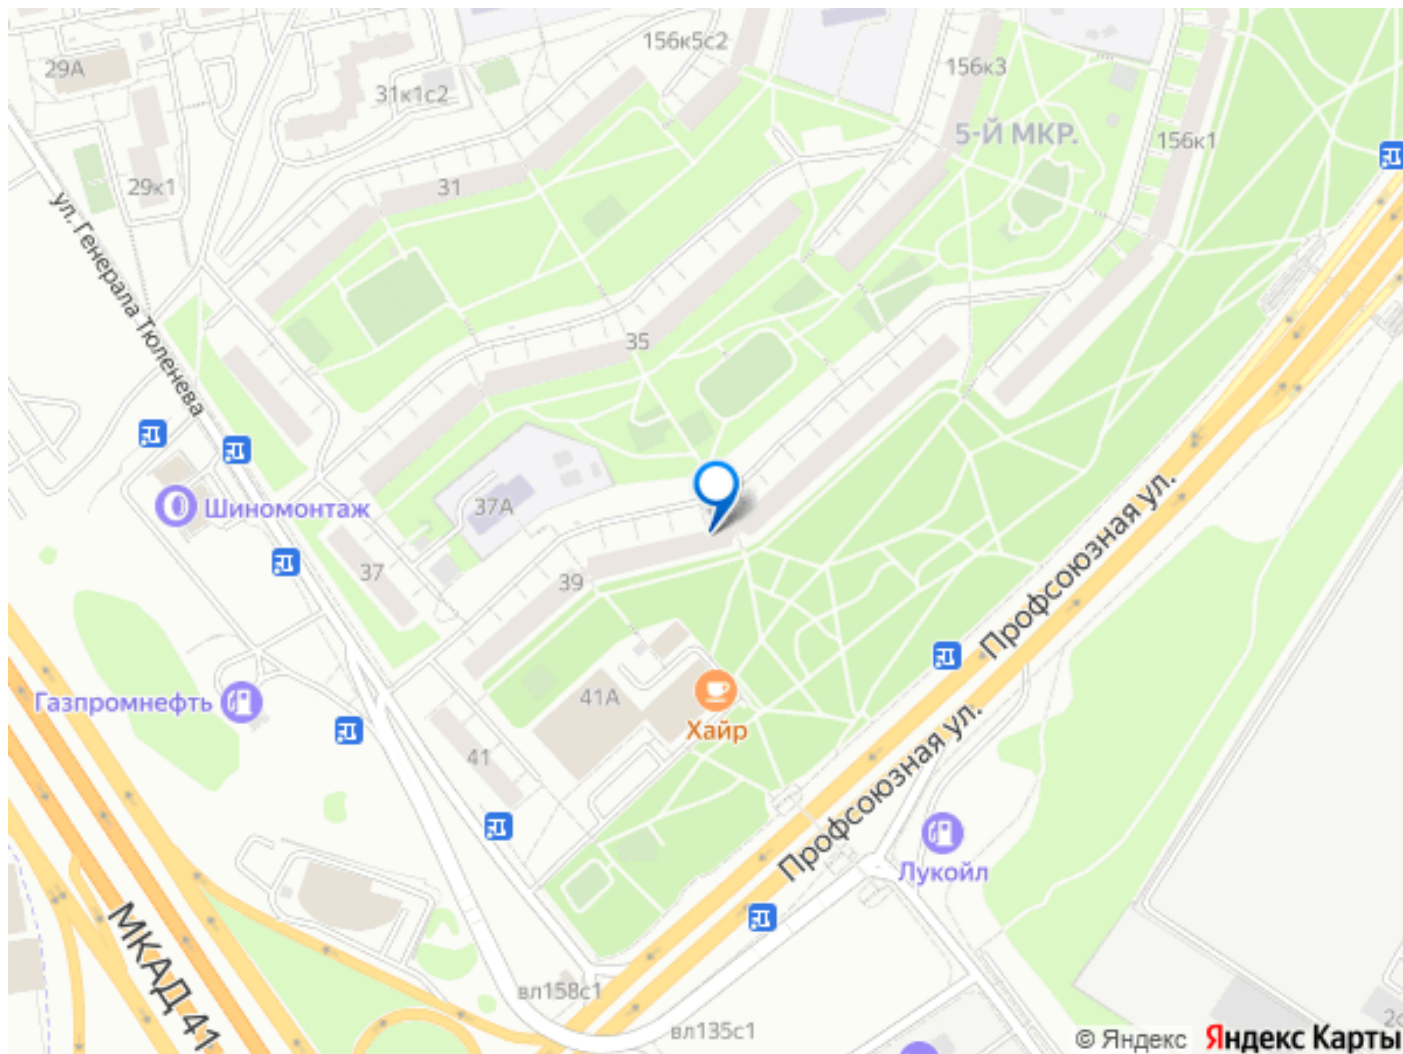 156к5с2
29А
156к3
31к1с2
5-Й МКР.
156к1
29к1
31
ул. Генерала Тюленева
35
Шиномонтаж
37А
37
39
Профсоюзная ул.
Газпромнефть
41А
Хайр
41
Профсоюзная ул.
Лукойл
МКАД 41
вл158с1
вл135с1
© Яндекс Яндекс Карты